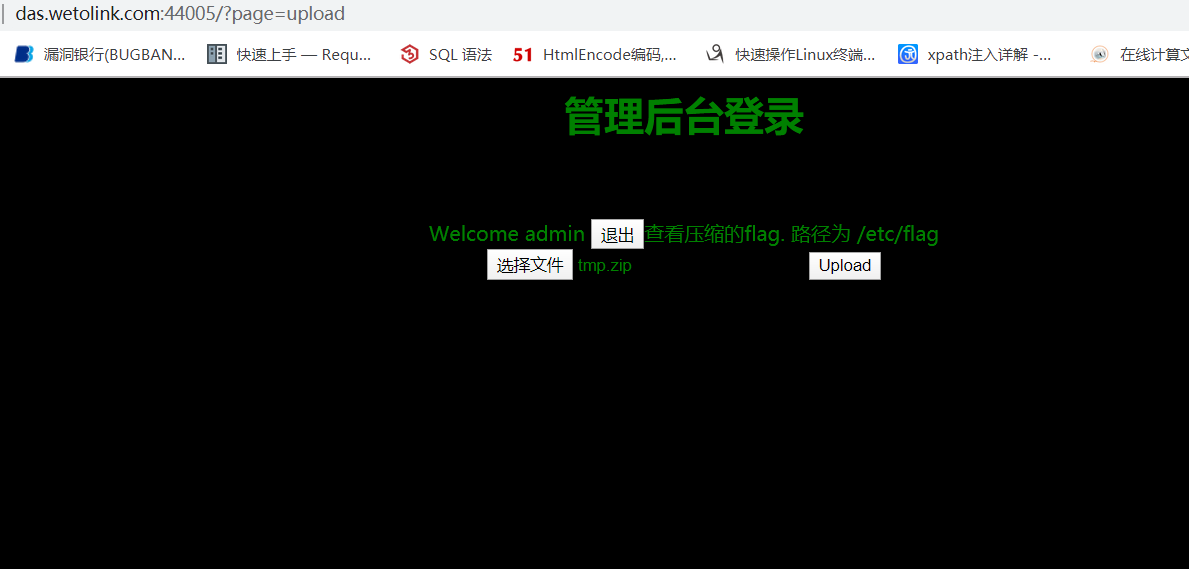 das.wetolink.com:44005/?page=upload
漏洞银行(BUGBAN... 快速上手 — Requ... SQL 语法 51 HtmlEncode编码,... 快速操作Linux终端... xpath注入详解 -... 在线计算文
管理后台登录
Welcome admin 退出 查看压缩的flag. 路径为 /etc/flag
选择文件 tmp.zip Upload